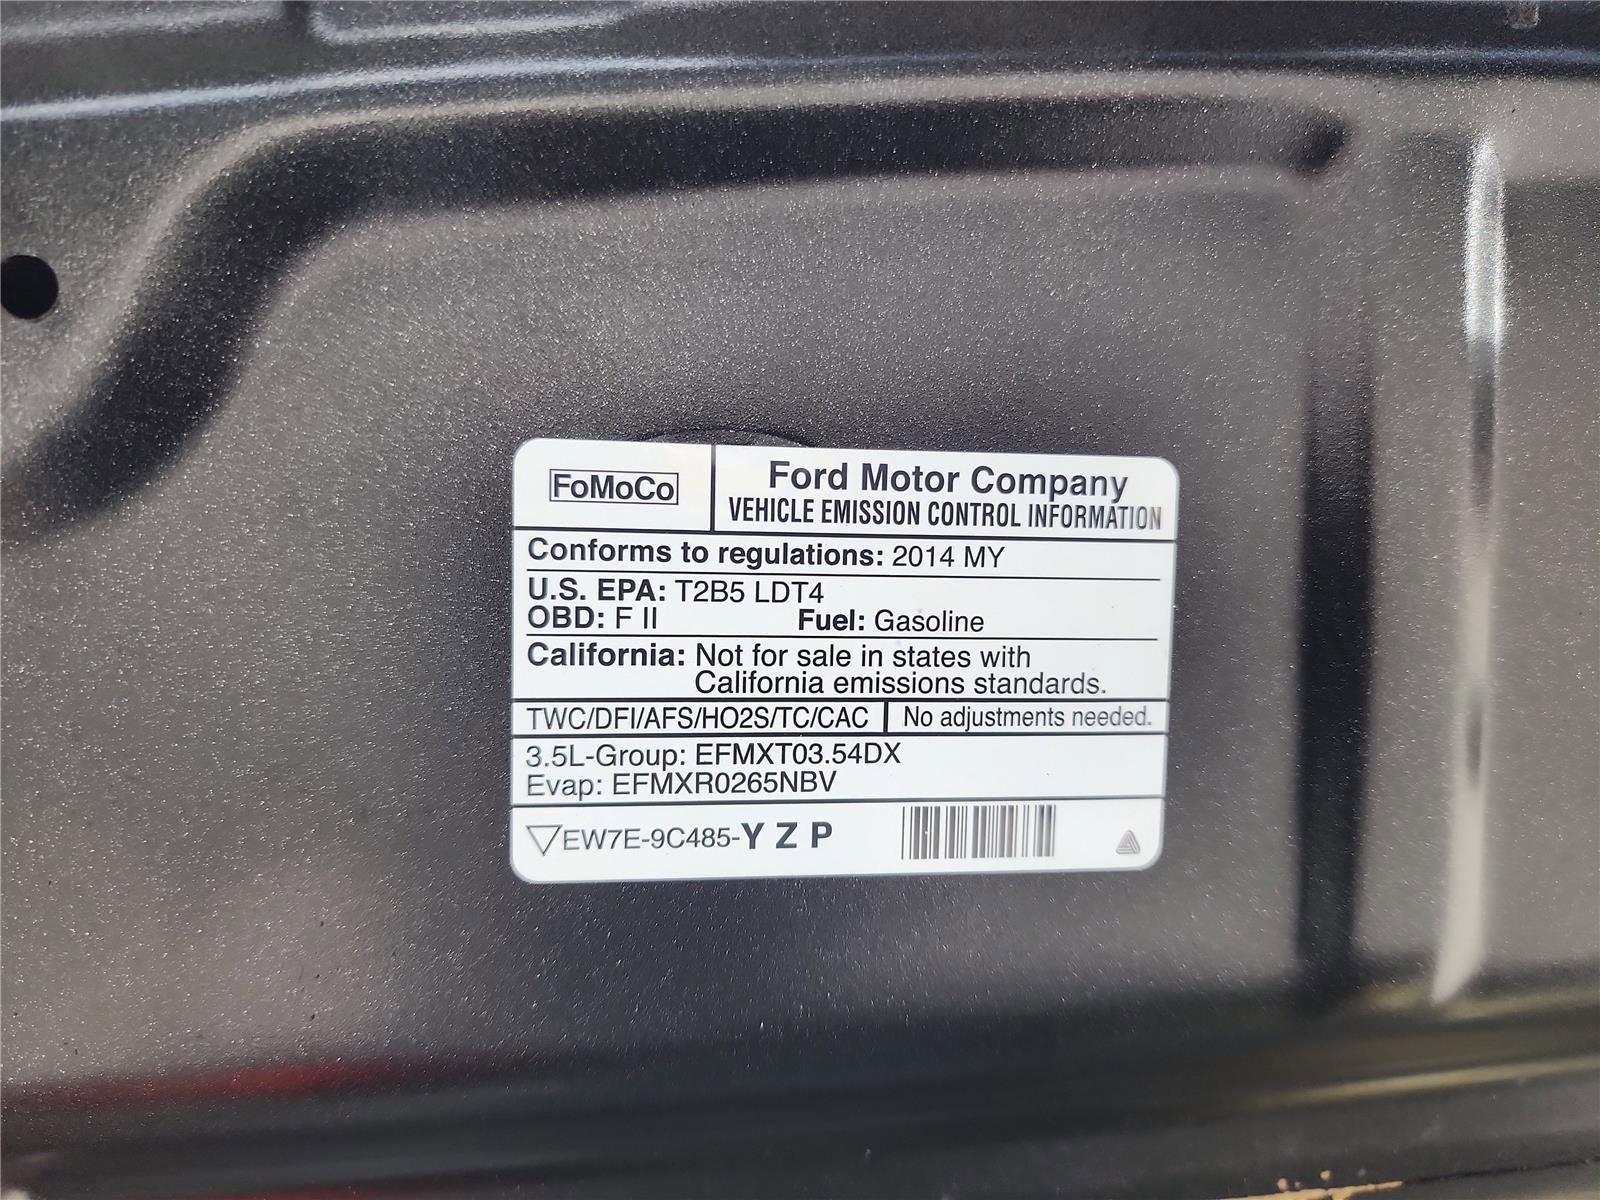 FoMoCo
Ford Motor Company
VEHICLE EMISSION CONTROL INFORMATION
Conforms to regulations: 2014 MY
U.S. EPA: T2B5 LDT4
OBD: F II Fuel: Gasoline
California: Not for sale in states with
California emissions standards.
TWC/DFI/AFS/HO2S/TC/CAC No adjustments needed.
3.5L-Group: EFMXT03.54DX
Evap: EFMXR0265NBV
EW7E-9C485-Y Z P